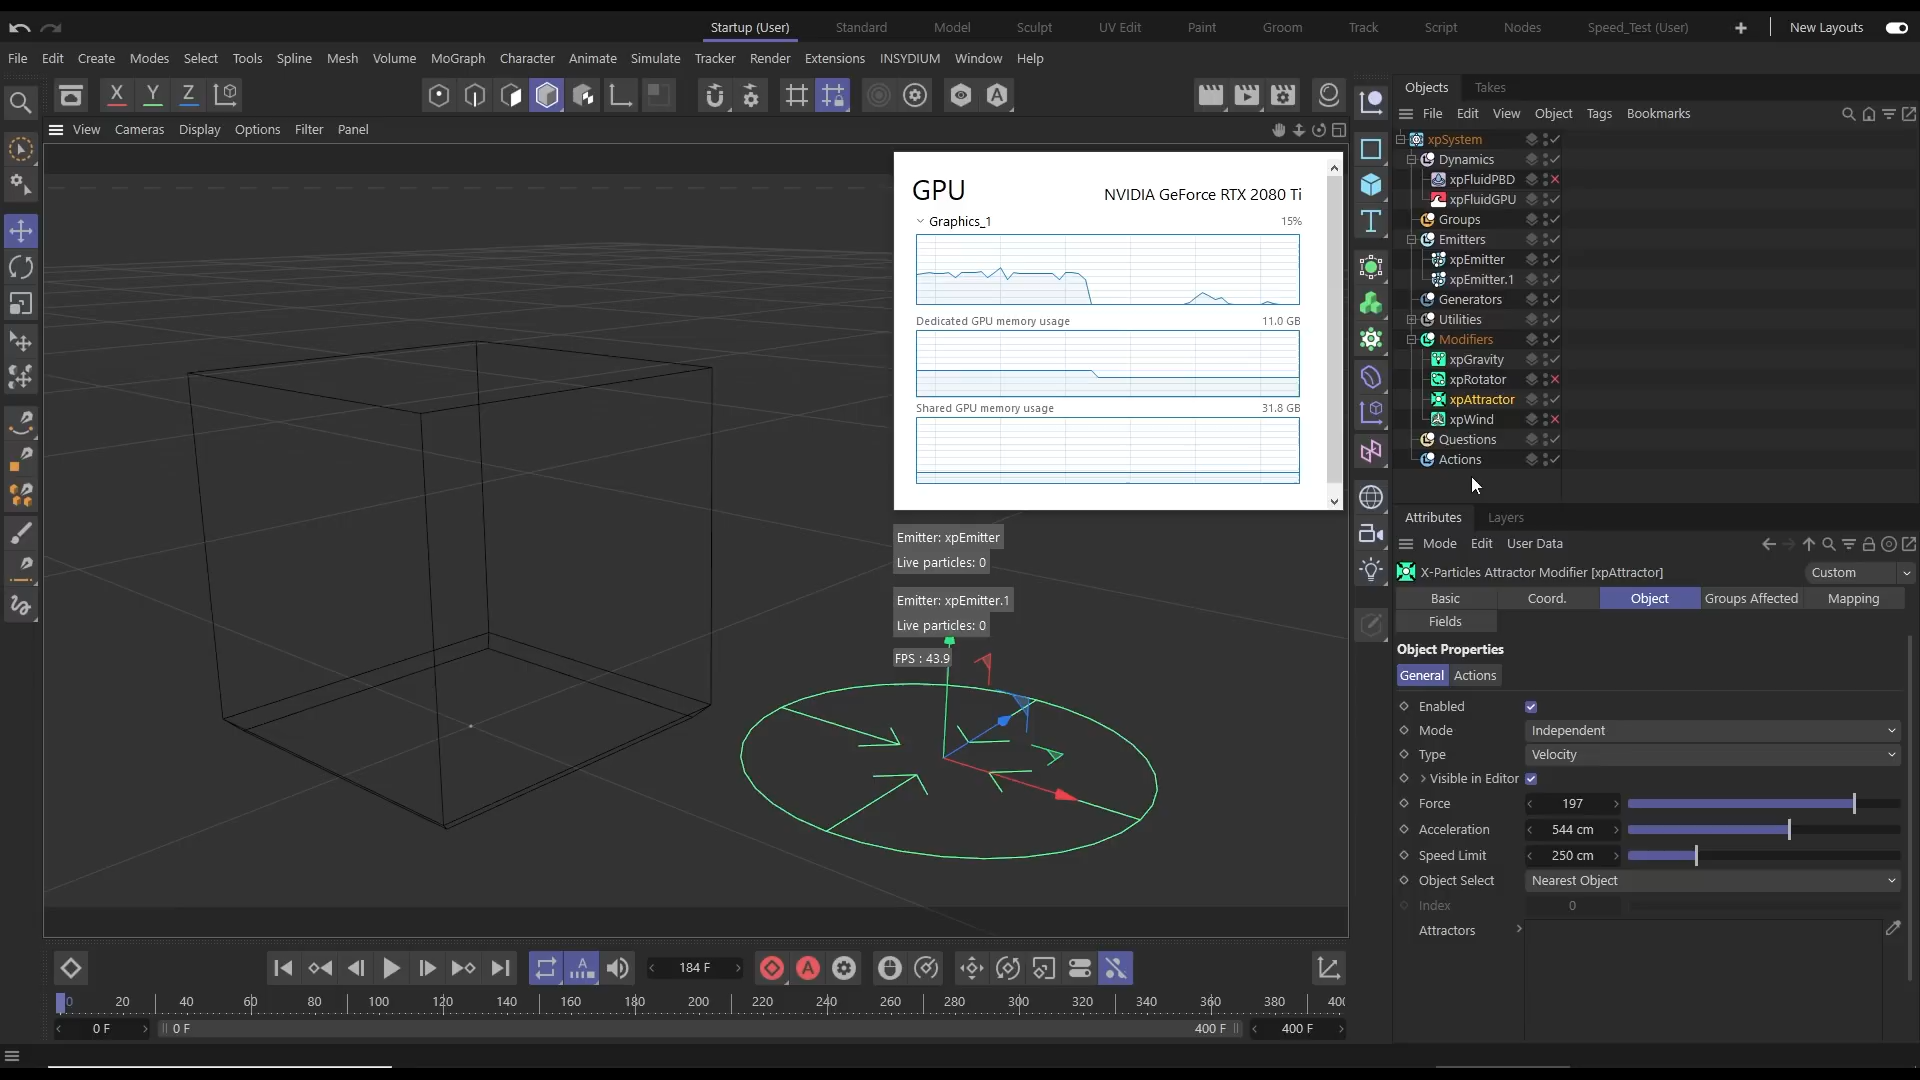 Startup (User) Standard Model Sculpt UV Edit Paint Groom Track Script Nodes Speed_Test (User) + New Layouts
File Edit Create Modes Select Tools Spline Mesh Volume MoGraph Character Animate Simulate Tracker Render Extensions INSYDIUM Window Help
X Y Z
View Cameras Display Options Filter Panel
GPU NVIDIA GeForce RTX 2080 Ti
Graphics_1 15%
Dedicated GPU memory usage 11.0 GB
Shared GPU memory usage 31.8 GB
Emitter: xpEmitter
Live particles: 0
Emitter: xpEmitter.1
Live particles: 0
FPS : 43.9
Objects Takes
File Edit View Object Tags Bookmarks
xpSystem
Dynamics
xpFluidPBD
xpFluidGPU
Groups
Emitters
xpEmitter
xpEmitter.1
Generators
Utilities
Modifiers
xpGravity
xpRotator
xpAttractor
xpWind
Questions
Actions
Attributes Layers
Mode Edit User Data
X-Particles Attractor Modifier [xpAttractor] Custom
Basic Coord. Object Groups Affected Mapping
Fields
Object Properties
General Actions
Enabled
Mode Independent
Type Velocity
Visible in Editor
Force 197
Acceleration 544 cm
Speed Limit 250 cm
Object Select Nearest Object
Index 0
Attractors
184 F
0 20 40 60 80 100 120 140 160 180 200 220 240 260 280 300 320 340 360 380 400
0 F 0 F 400 F 400 F